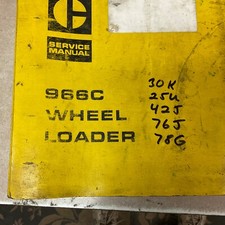 SERVICE
MANUAL
966C
WHEEL
LOADER
30K
25U
42J
76J
78G